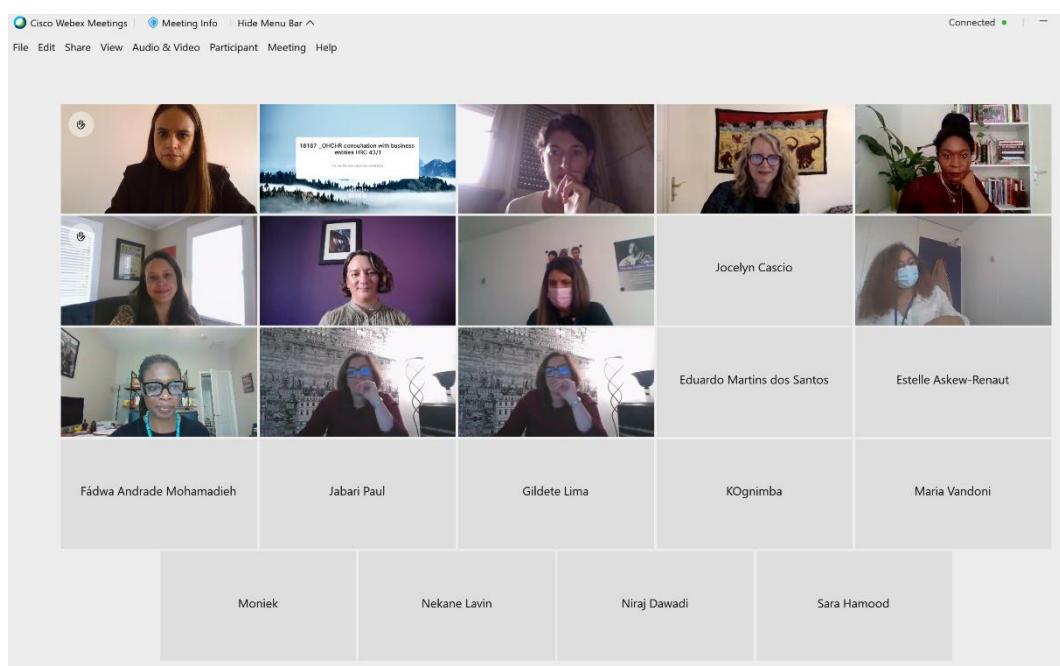 Cisco Webex Meetings Meeting Info Hide Menu Bar Connected
File Edit Share View Audio & Video Participant Meeting Help
18187 _OHCHR consultation with business
entities HRC 43/1
Jocelyn Cascio
Eduardo Martins dos Santos
Estelle Askew-Renaut
Fádwa Andrade Mohamadieh
Jabari Paul
Gildete Lima
KOgnimba
Maria Vandoni
Moniek
Nekane Lavin
Niraj Dawadi
Sara Hamood